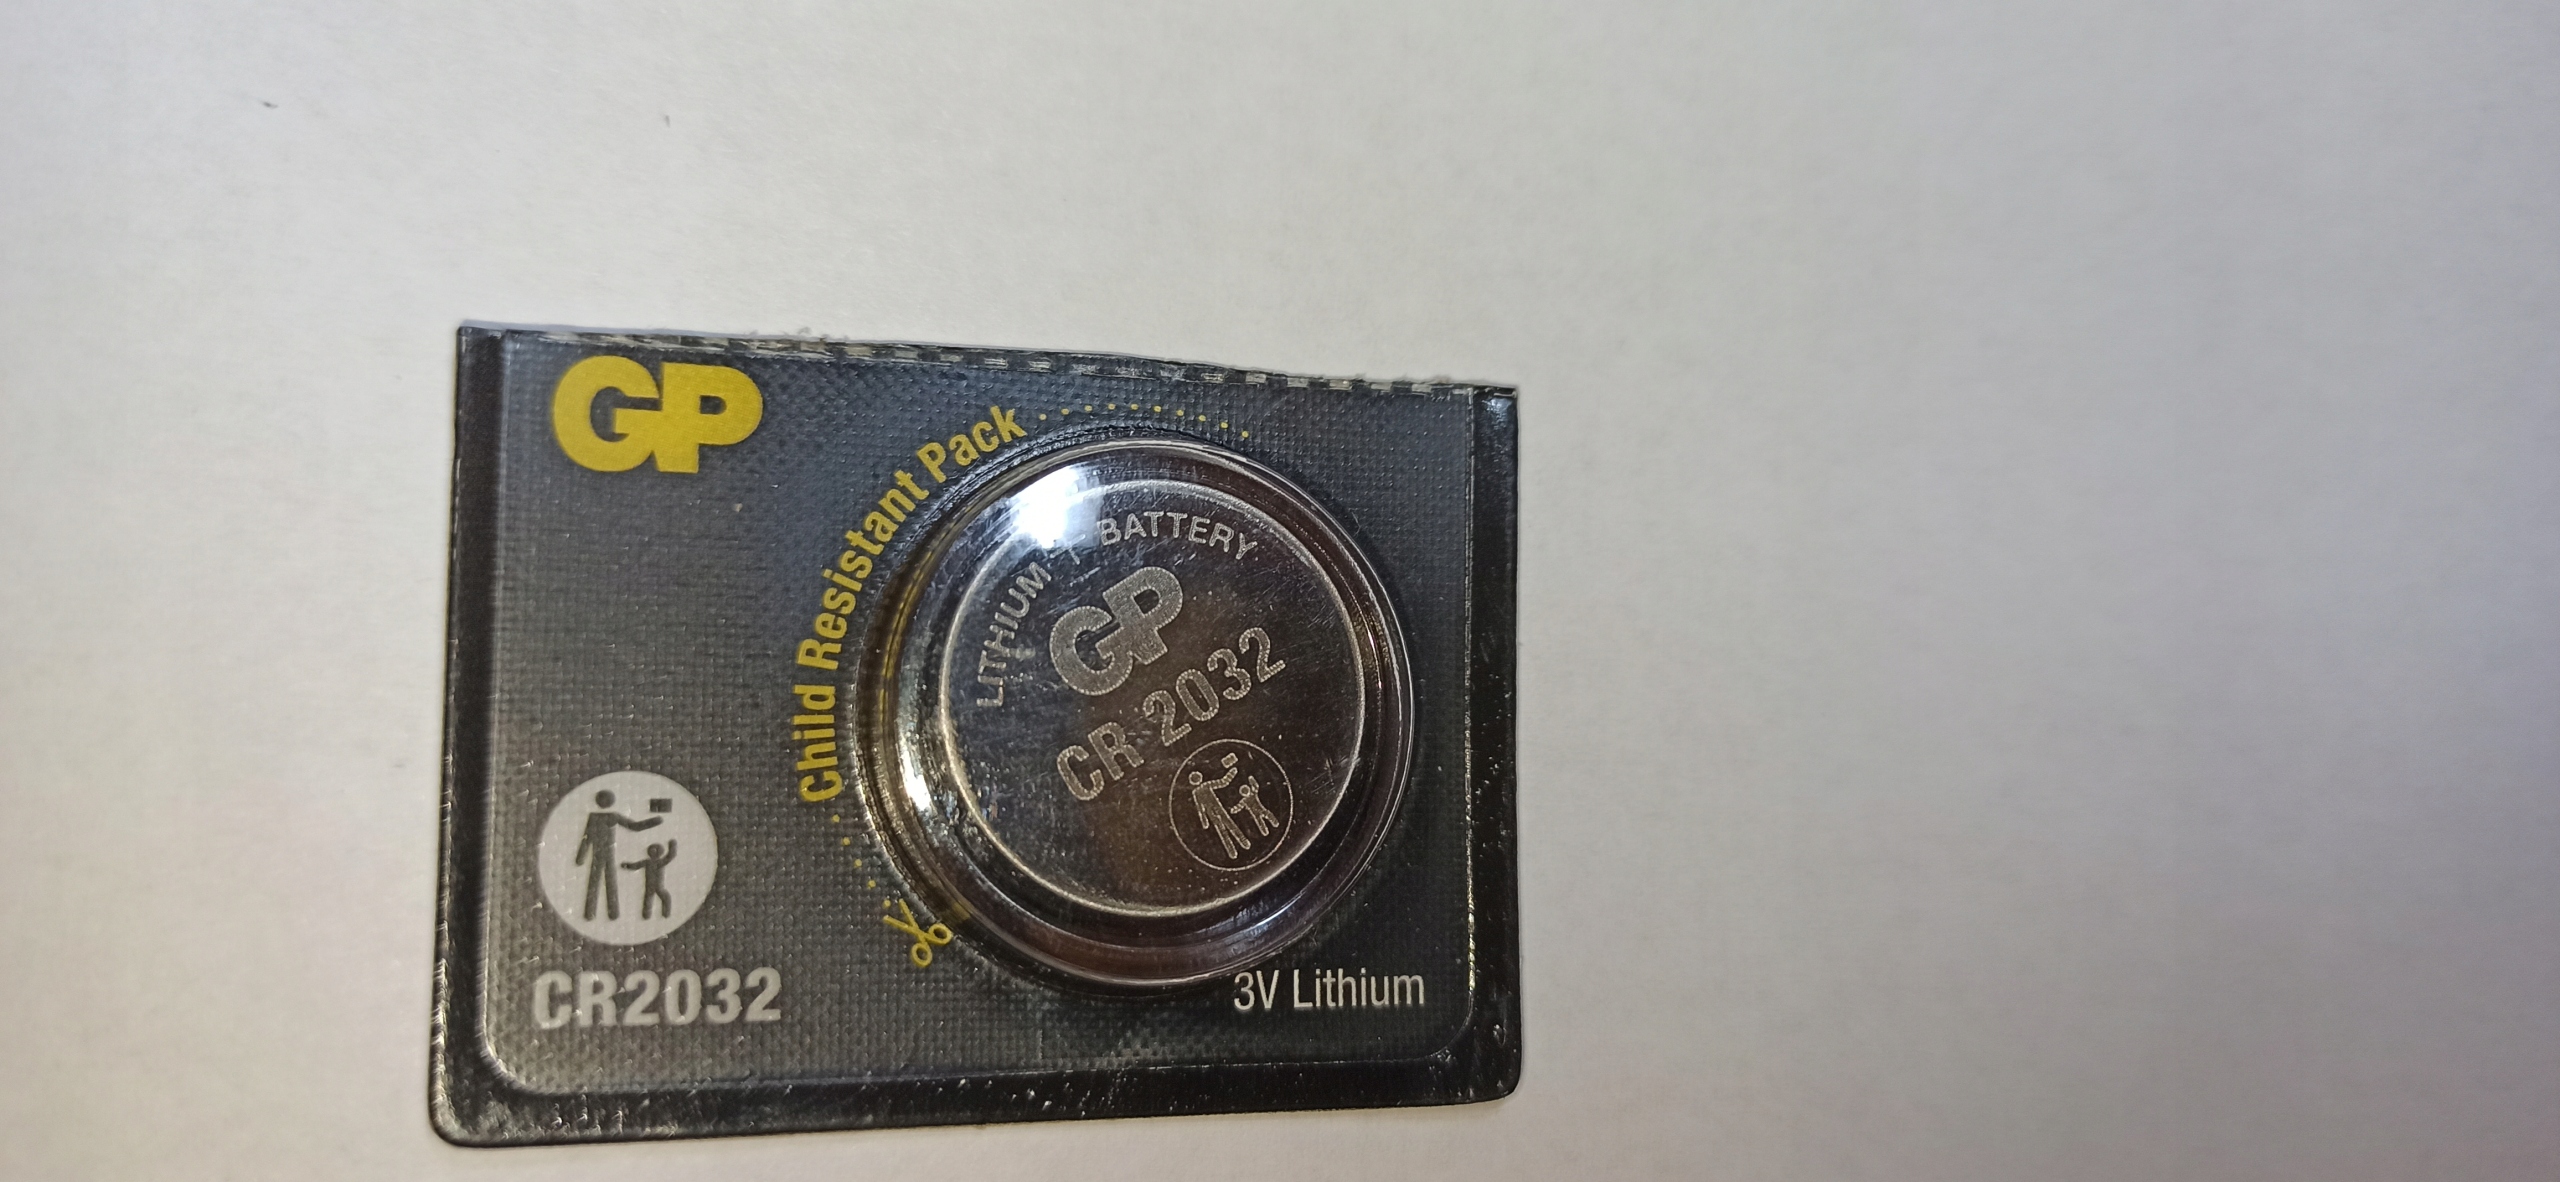 GP
Child Resistant Pack
LITHIUM + BATTERY
GP
CR 2032
CR2032
3V Lithium